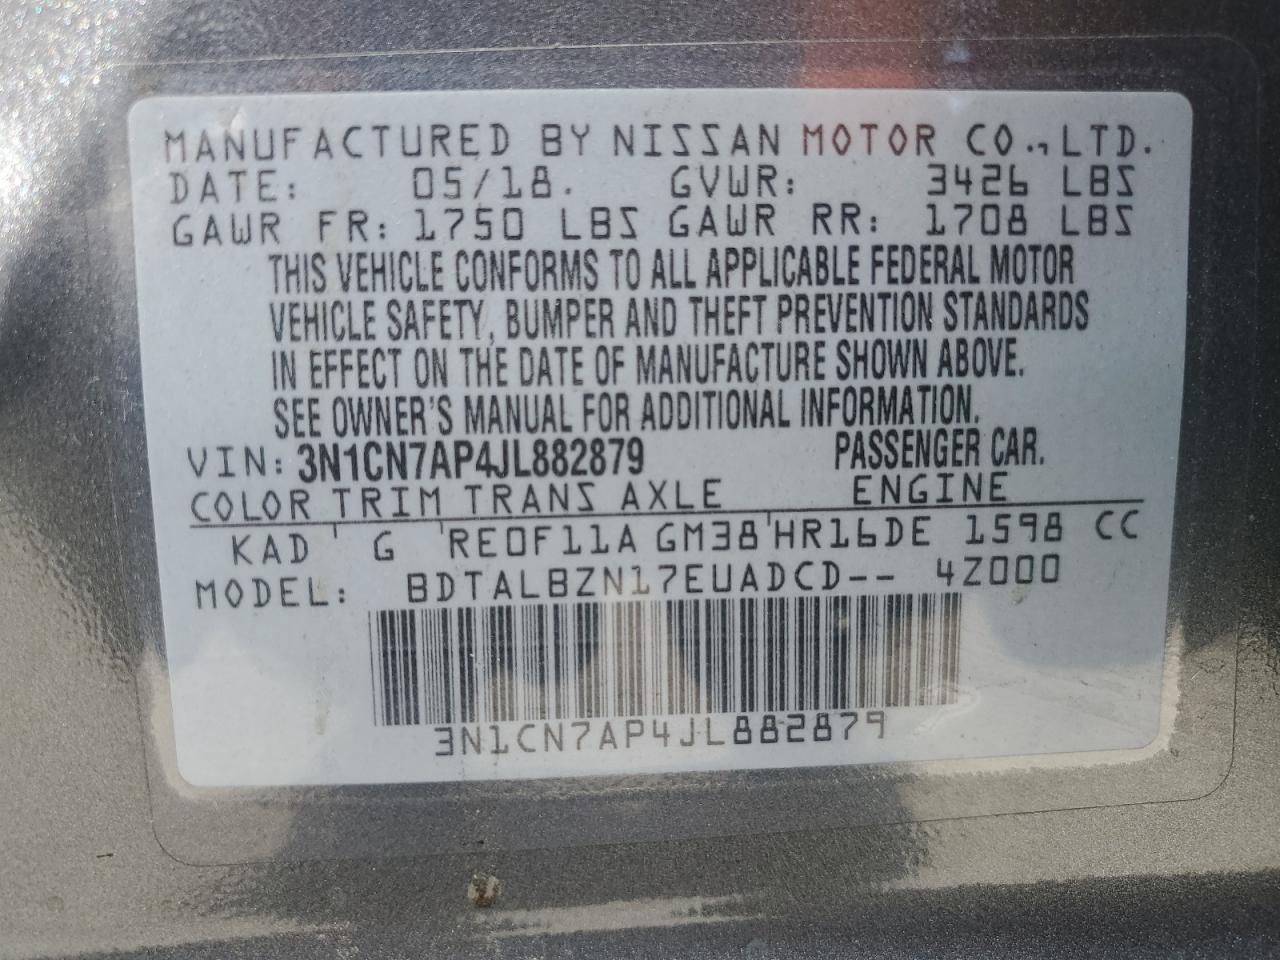 MANUFACTURED BY NISSAN MOTOR CO., LTD.
DATE: 05/18. GVWR: 3426 LBS
GAWR FR: 1750 LBS GAWR RR: 1708 LBS
THIS VEHICLE CONFORMS TO ALL APPLICABLE FEDERAL MOTOR
VEHICLE SAFETY, BUMPER AND THEFT PREVENTION STANDARDS
IN EFFECT ON THE DATE OF MANUFACTURE SHOWN ABOVE.
SEE OWNER'S MANUAL FOR ADDITIONAL INFORMATION.
VIN: 3N1CN7AP4JL882879 PASSENGER CAR.
COLOR TRIM TRANS AXLE ENGINE
KAD G RE0F11A GM38 HR16DE 1598 CC
MODEL: BDTALBZN17EUADCD-- 4Z000
3N1CN7AP4JL882879